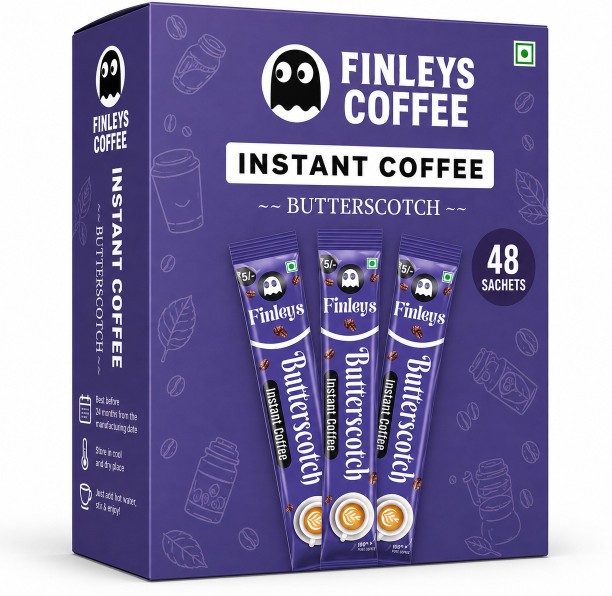 FINLEYS
COFFEE
INSTANT COFFEE
~~ BUTTERSCOTCH ~~
48
SACHETS
5/-
Finleys
Butterscotch
Instant Coffee
5/-
Finleys
Butterscotch
Instant Coffee
100%
5/-
Finleys
Butterscotch
Instant Coffee
100%
FINLEYS
COFFEE
INSTANT COFFEE
~ BUTTERSCOTCH ~
Best before
24 months from the
manufacturing date
Store in cool
and dry place
Just add hot water,
stir & enjoy!